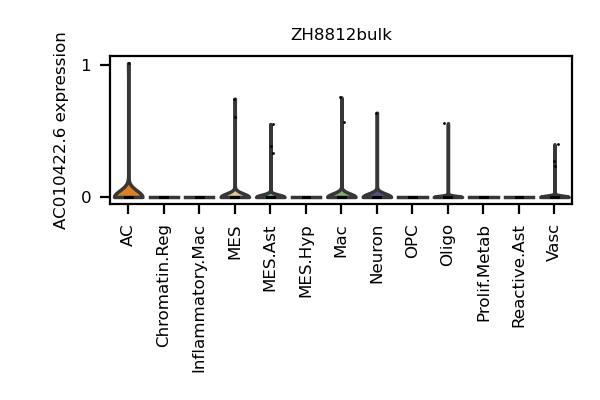 ZH8812bulk
AC010422.6 expression
1
0
AC
Chromatin.Reg
Inflammatory.Mac
MES
MES.Ast
MES.Hyp
Mac
Neuron
OPC
Oligo
Prolif.Metab
Reactive.Ast
Vasc